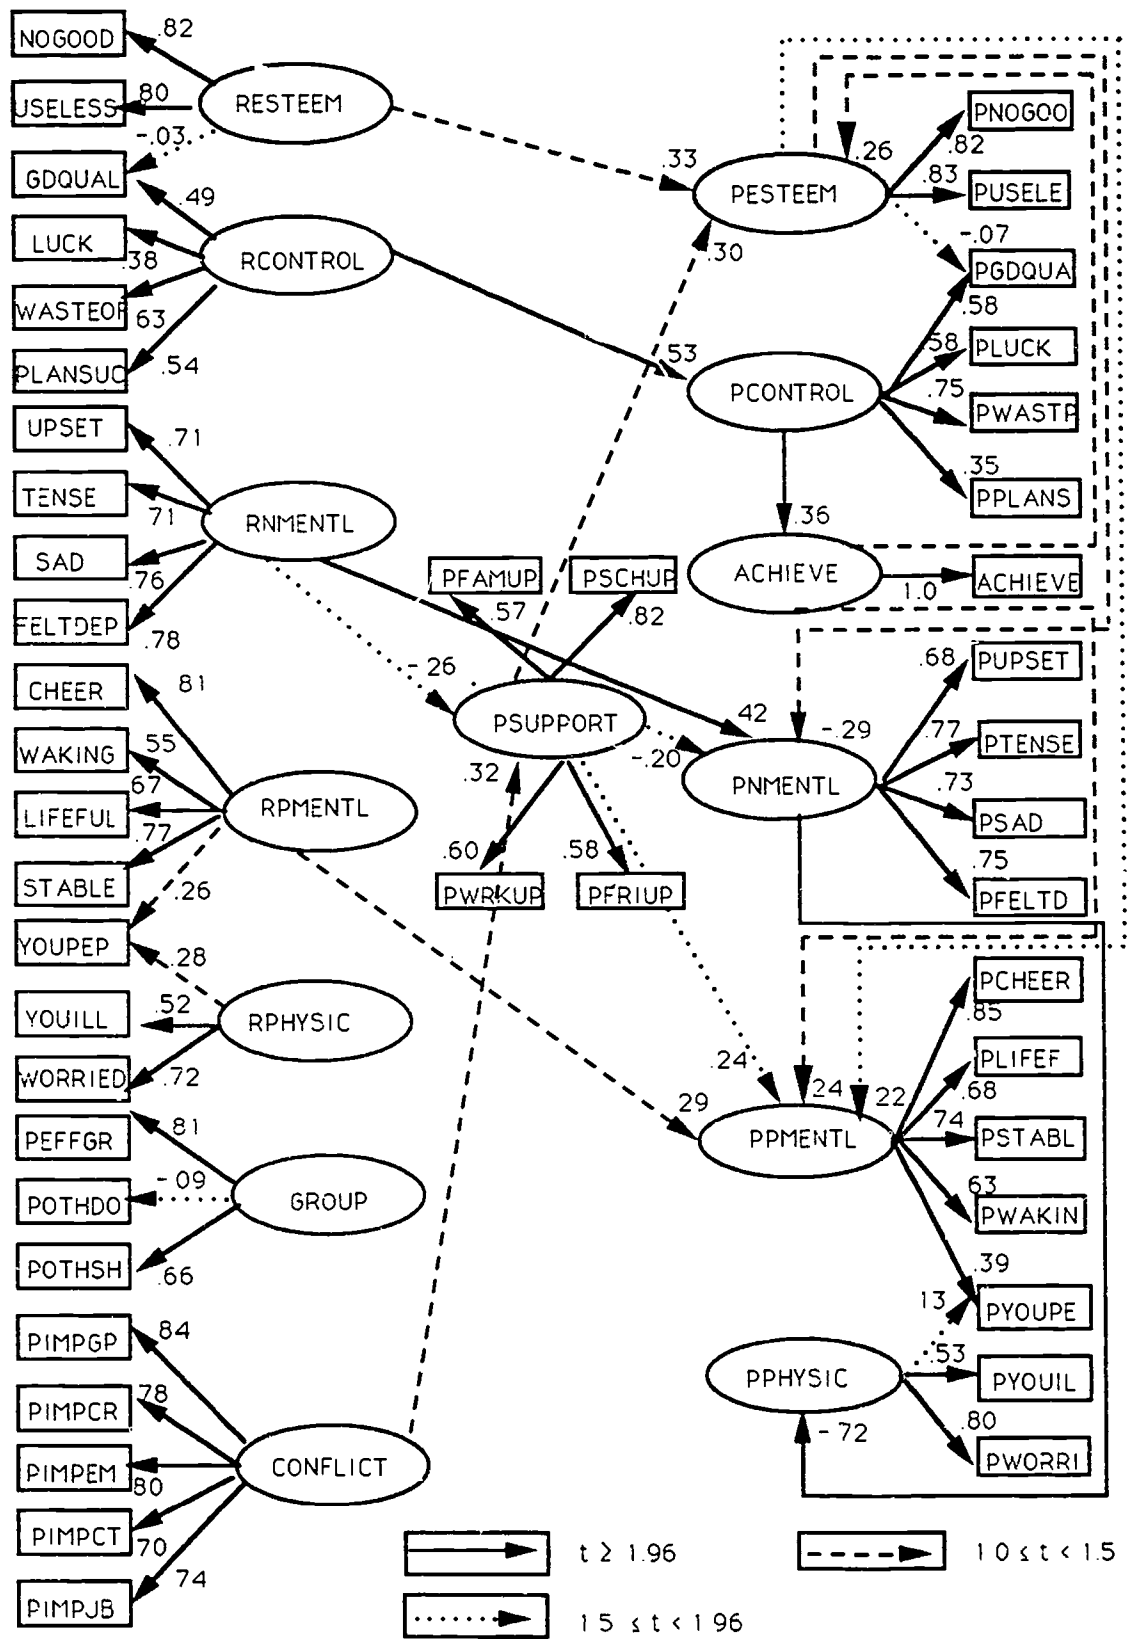 NOGOOD
.82
USELESS
80
-.03
GDQUAL
.49
LUCK
.38
WASTEOF
63
PLANSUC
.54
UPSET
.71
TENSE
71
SAD
.76
FELTDEP
.78
CHEER
81
WAKING
55
LIFEFUL
67
STABLE
.77
.26
YOUPEP
.28
YOUILL
.52
WORRIED
.72
PEFFGR
81
POTHDO
-.09
POTHSH
.66
PIMPGP
84
PIMPCR
78
PIMPEM
80
PIMPCT
70
PIMPJB
74
RESTEEM
RCONTROL
RNMENTL
RPMENTL
RPHYSIC
GROUP
CONFLICT
PFAMUP
PSCHUP
.57
.82
-.26
PSUPPORT
.32
-.20
42
.60
.58
PWRKUP
PFRIUP
.33
PESTEEM
.26
.30
.53
PCONTROL
.36
ACHIEVE
1.0
ACHIEVE
-.29
PNMENTL
.24
29
.24
22
PPMENTL
PPHYSIC
-.72
PNOGOO
.82
.83
PUSELE
-.07
PGDQUA
.58
.58
PLUCK
.75
PWASTP
.35
PPLANS
.68
PUPSET
.77
PTENSE
.73
PSAD
.75
PFELTD
PCHEER
.85
PLIFEF
.68
74
PSTABL
63
PWAKIN
.39
13
PYOUPE
.53
PYOUIL
.80
PWORRI
t ≥ 1.96
1 0 ≤ t < 1.5
1 5 ≤ t < 1 96